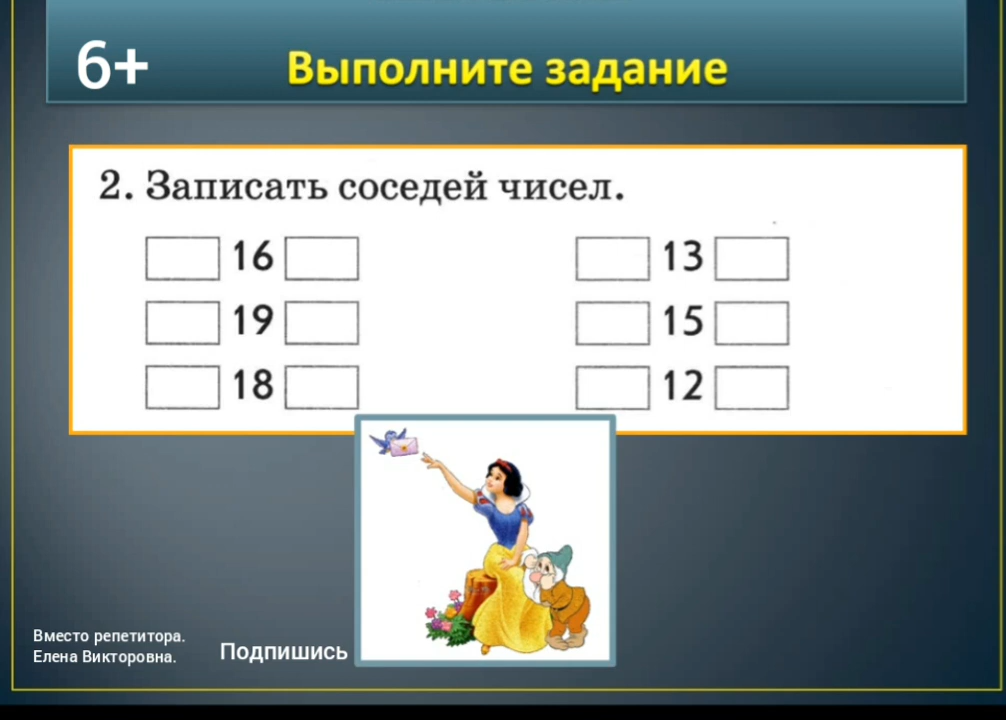 6+
Выполните задание
2. Записать соседей чисел.
16 13
19 15
18 12
Вместо репетитора.
Елена Викторовна.
Подпишись